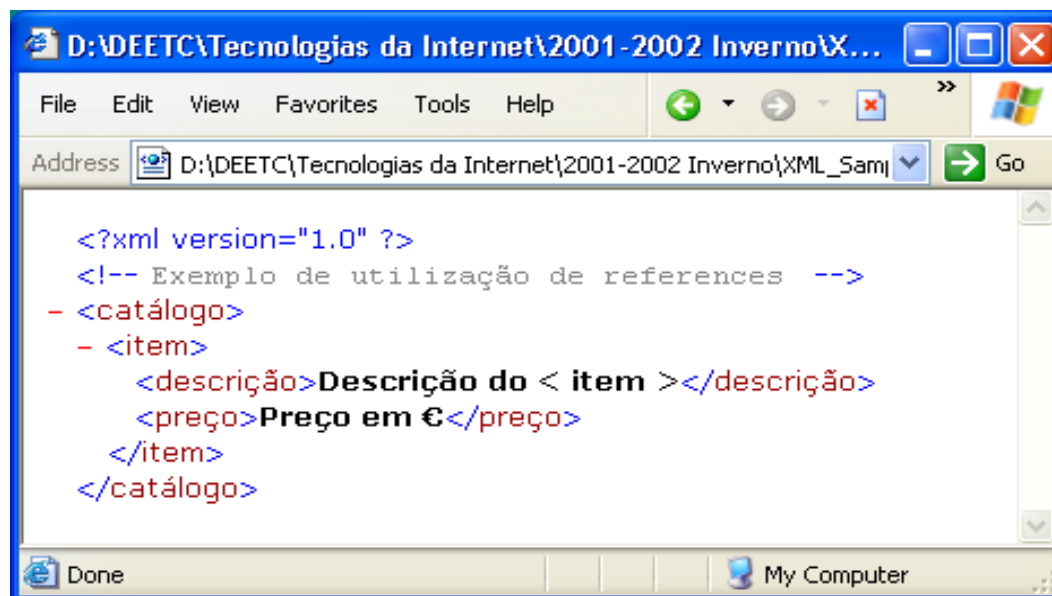 D:\DEETC\Tecnologias da Internet\2001-2002 Inverno\X...
File Edit View Favorites Tools Help »
Address D:\DEETC\Tecnologias da Internet\2001-2002 Inverno\XML_Sam Go
<?xml version="1.0" ?>
<!-- Exemplo de utilização de references -->
- <catálogo>
- <item>
<descrição>Descrição do < item ></descrição>
<preço>Preço em €</preço>
</item>
</catálogo>
Done My Computer